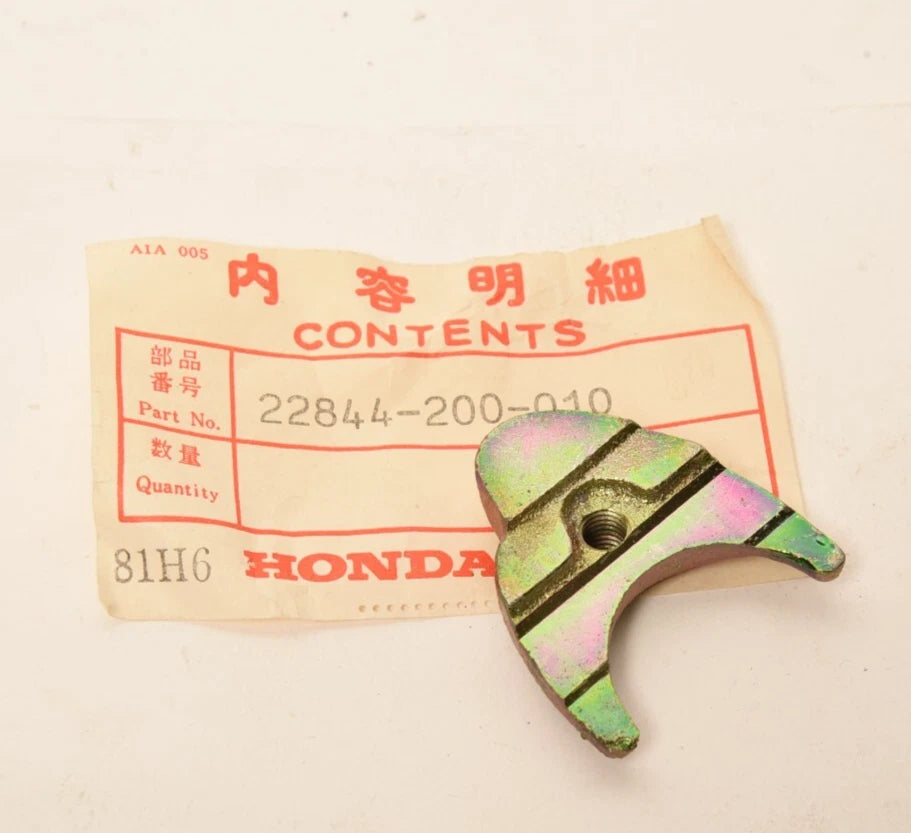 AIA 005
内容明細
CONTENTS
部品
番号
Part No.
22844-200-010
数量
Quantity
81H6
HONDA